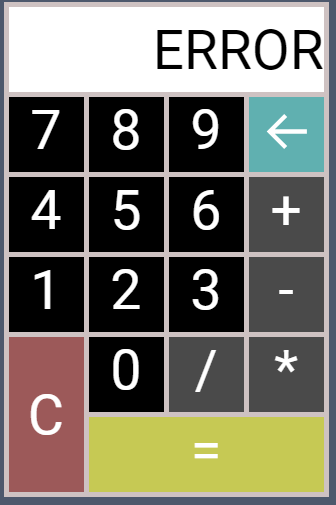 ERROR
7 8 9 ←
4 5 6 +
1 2 3 -
C 0 / *
=